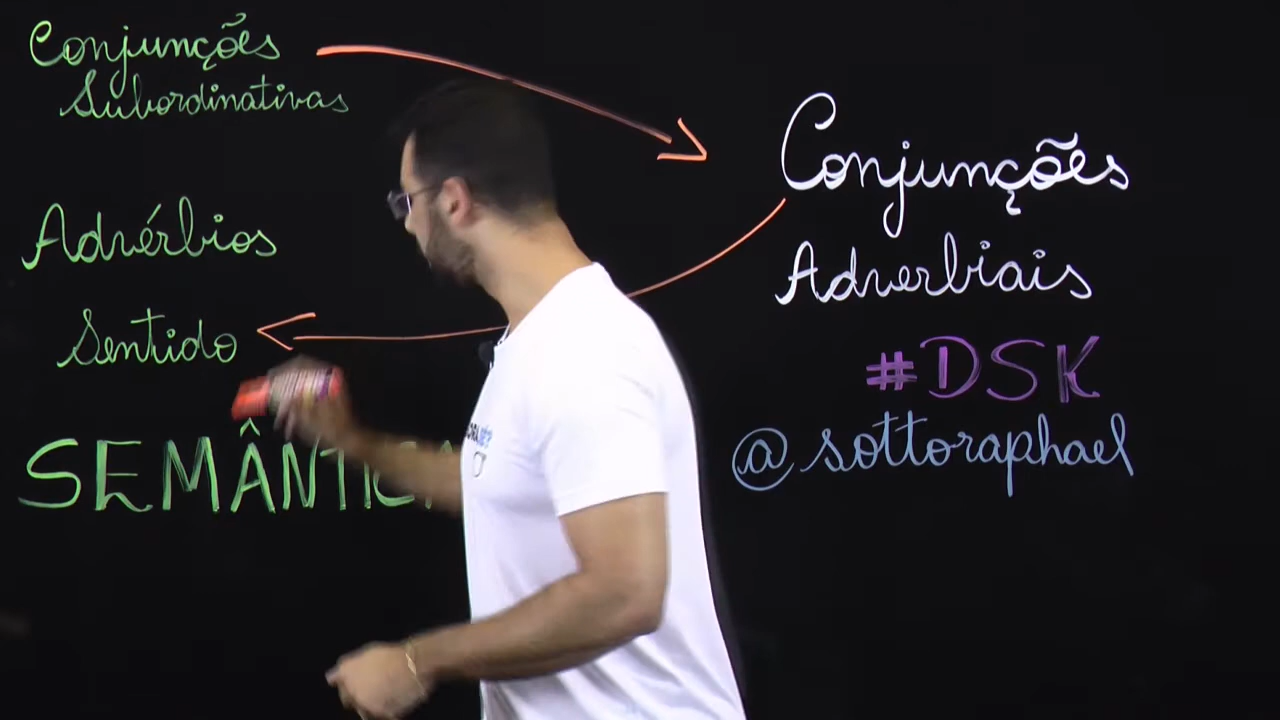 Conjunções
Subordinativas
Advérbios
Sentido
Conjunções
Adverbiais
#DSK
@sottoraphael